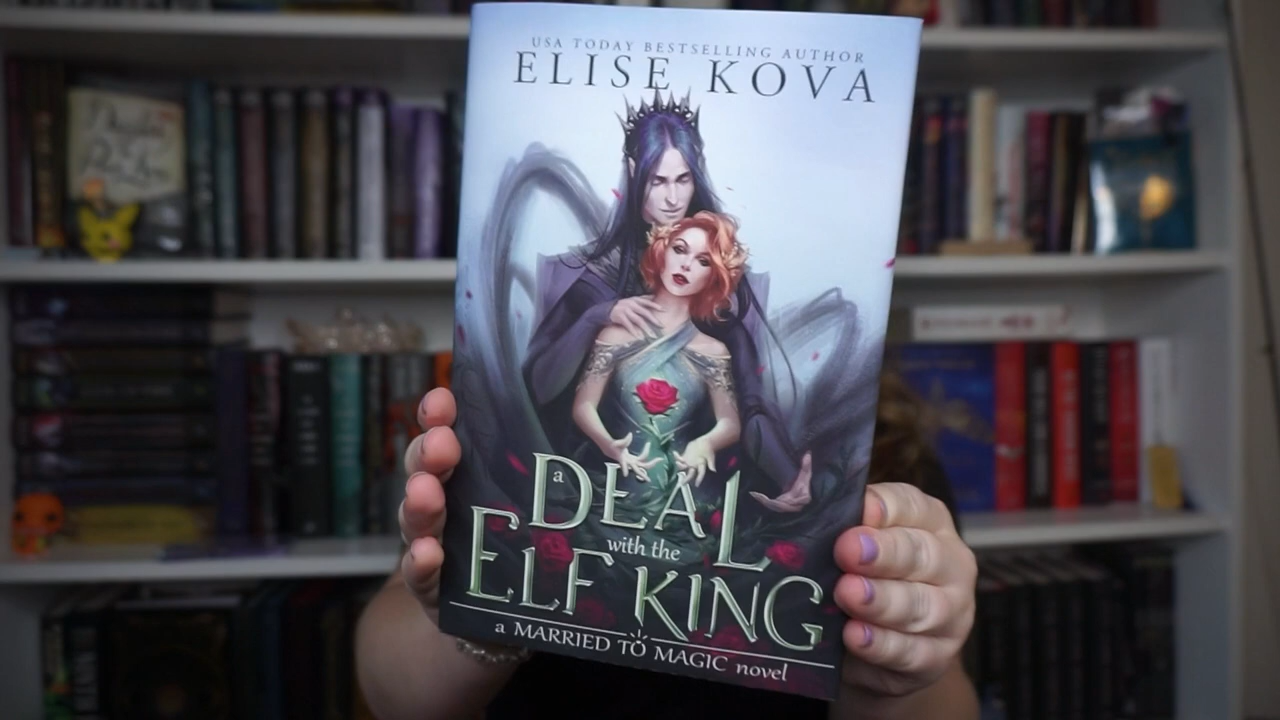 USA TODAY BESTSELLING AUTHOR
ELISE KOVA
a DEAL
with the
ELF KING
a MARRIED TO MAGIC novel